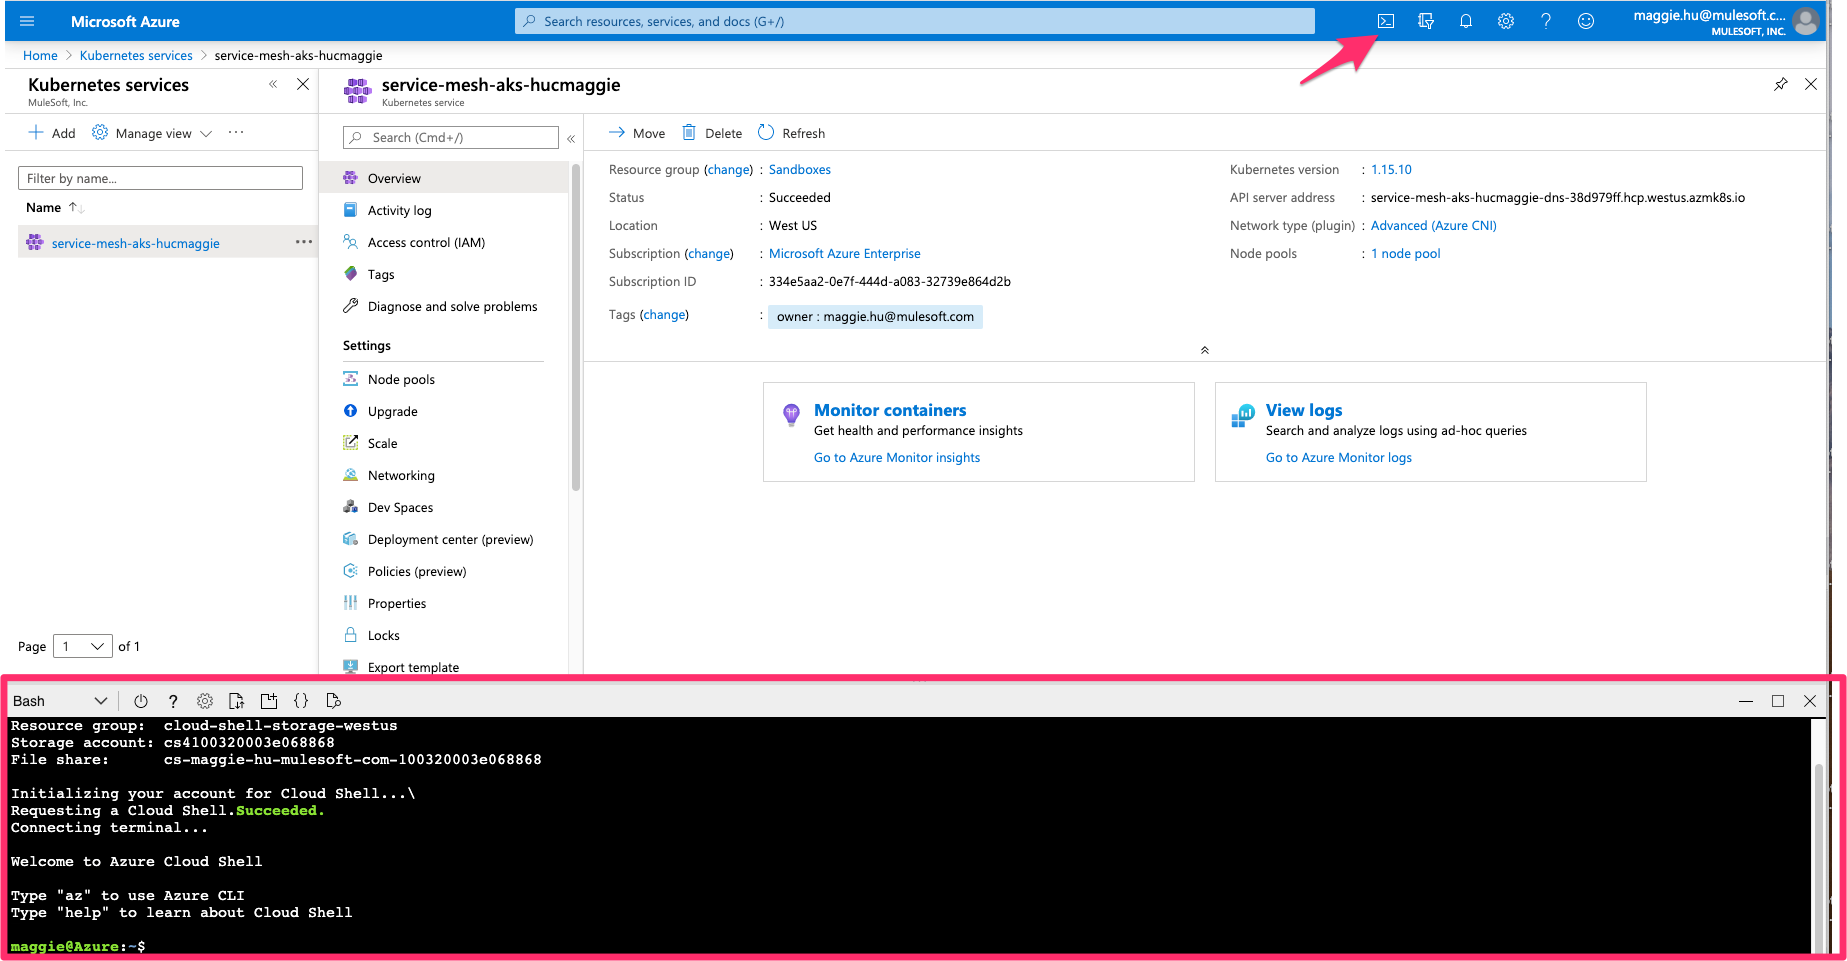 Microsoft Azure
Search resources, services, and docs (G+/)
maggie.hu@mulesoft.c...
MULESOFT, INC.
Home > Kubernetes services > service-mesh-aks-hucmaggie
Kubernetes services
MuleSoft, Inc.
Add
Manage view
Filter by name...
Name
service-mesh-aks-hucmaggie
Page 1 of 1
service-mesh-aks-hucmaggie
Kubernetes service
Search (Cmd+/)
Overview
Activity log
Access control (IAM)
Tags
Diagnose and solve problems
Settings
Node pools
Upgrade
Scale
Networking
Dev Spaces
Deployment center (preview)
Policies (preview)
Properties
Locks
Export template
Move
Delete
Refresh
Resource group (change) : Sandboxes
Status : Succeeded
Location : West US
Subscription (change) : Microsoft Azure Enterprise
Subscription ID : 334e5aa2-0e7f-444d-a083-32739e864d2b
Tags (change) : owner : maggie.hu@mulesoft.com
Kubernetes version : 1.15.10
API server address : service-mesh-aks-hucmaggie-dns-38d979ff.hcp.westus.azmk8s.io
Network type (plugin) : Advanced (Azure CNI)
Node pools : 1 node pool
Monitor containers
Get health and performance insights
Go to Azure Monitor insights
View logs
Search and analyze logs using ad-hoc queries
Go to Azure Monitor logs
Bash
Resource group: cloud-shell-storage-westus
Storage account: cs4100320003e068868
File share: cs-maggie-hu-mulesoft-com-100320003e068868
Initializing your account for Cloud Shell...\
Requesting a Cloud Shell.Succeeded.
Connecting terminal...
Welcome to Azure Cloud Shell
Type "az" to use Azure CLI
Type "help" to learn about Cloud Shell
maggie@Azure:~$